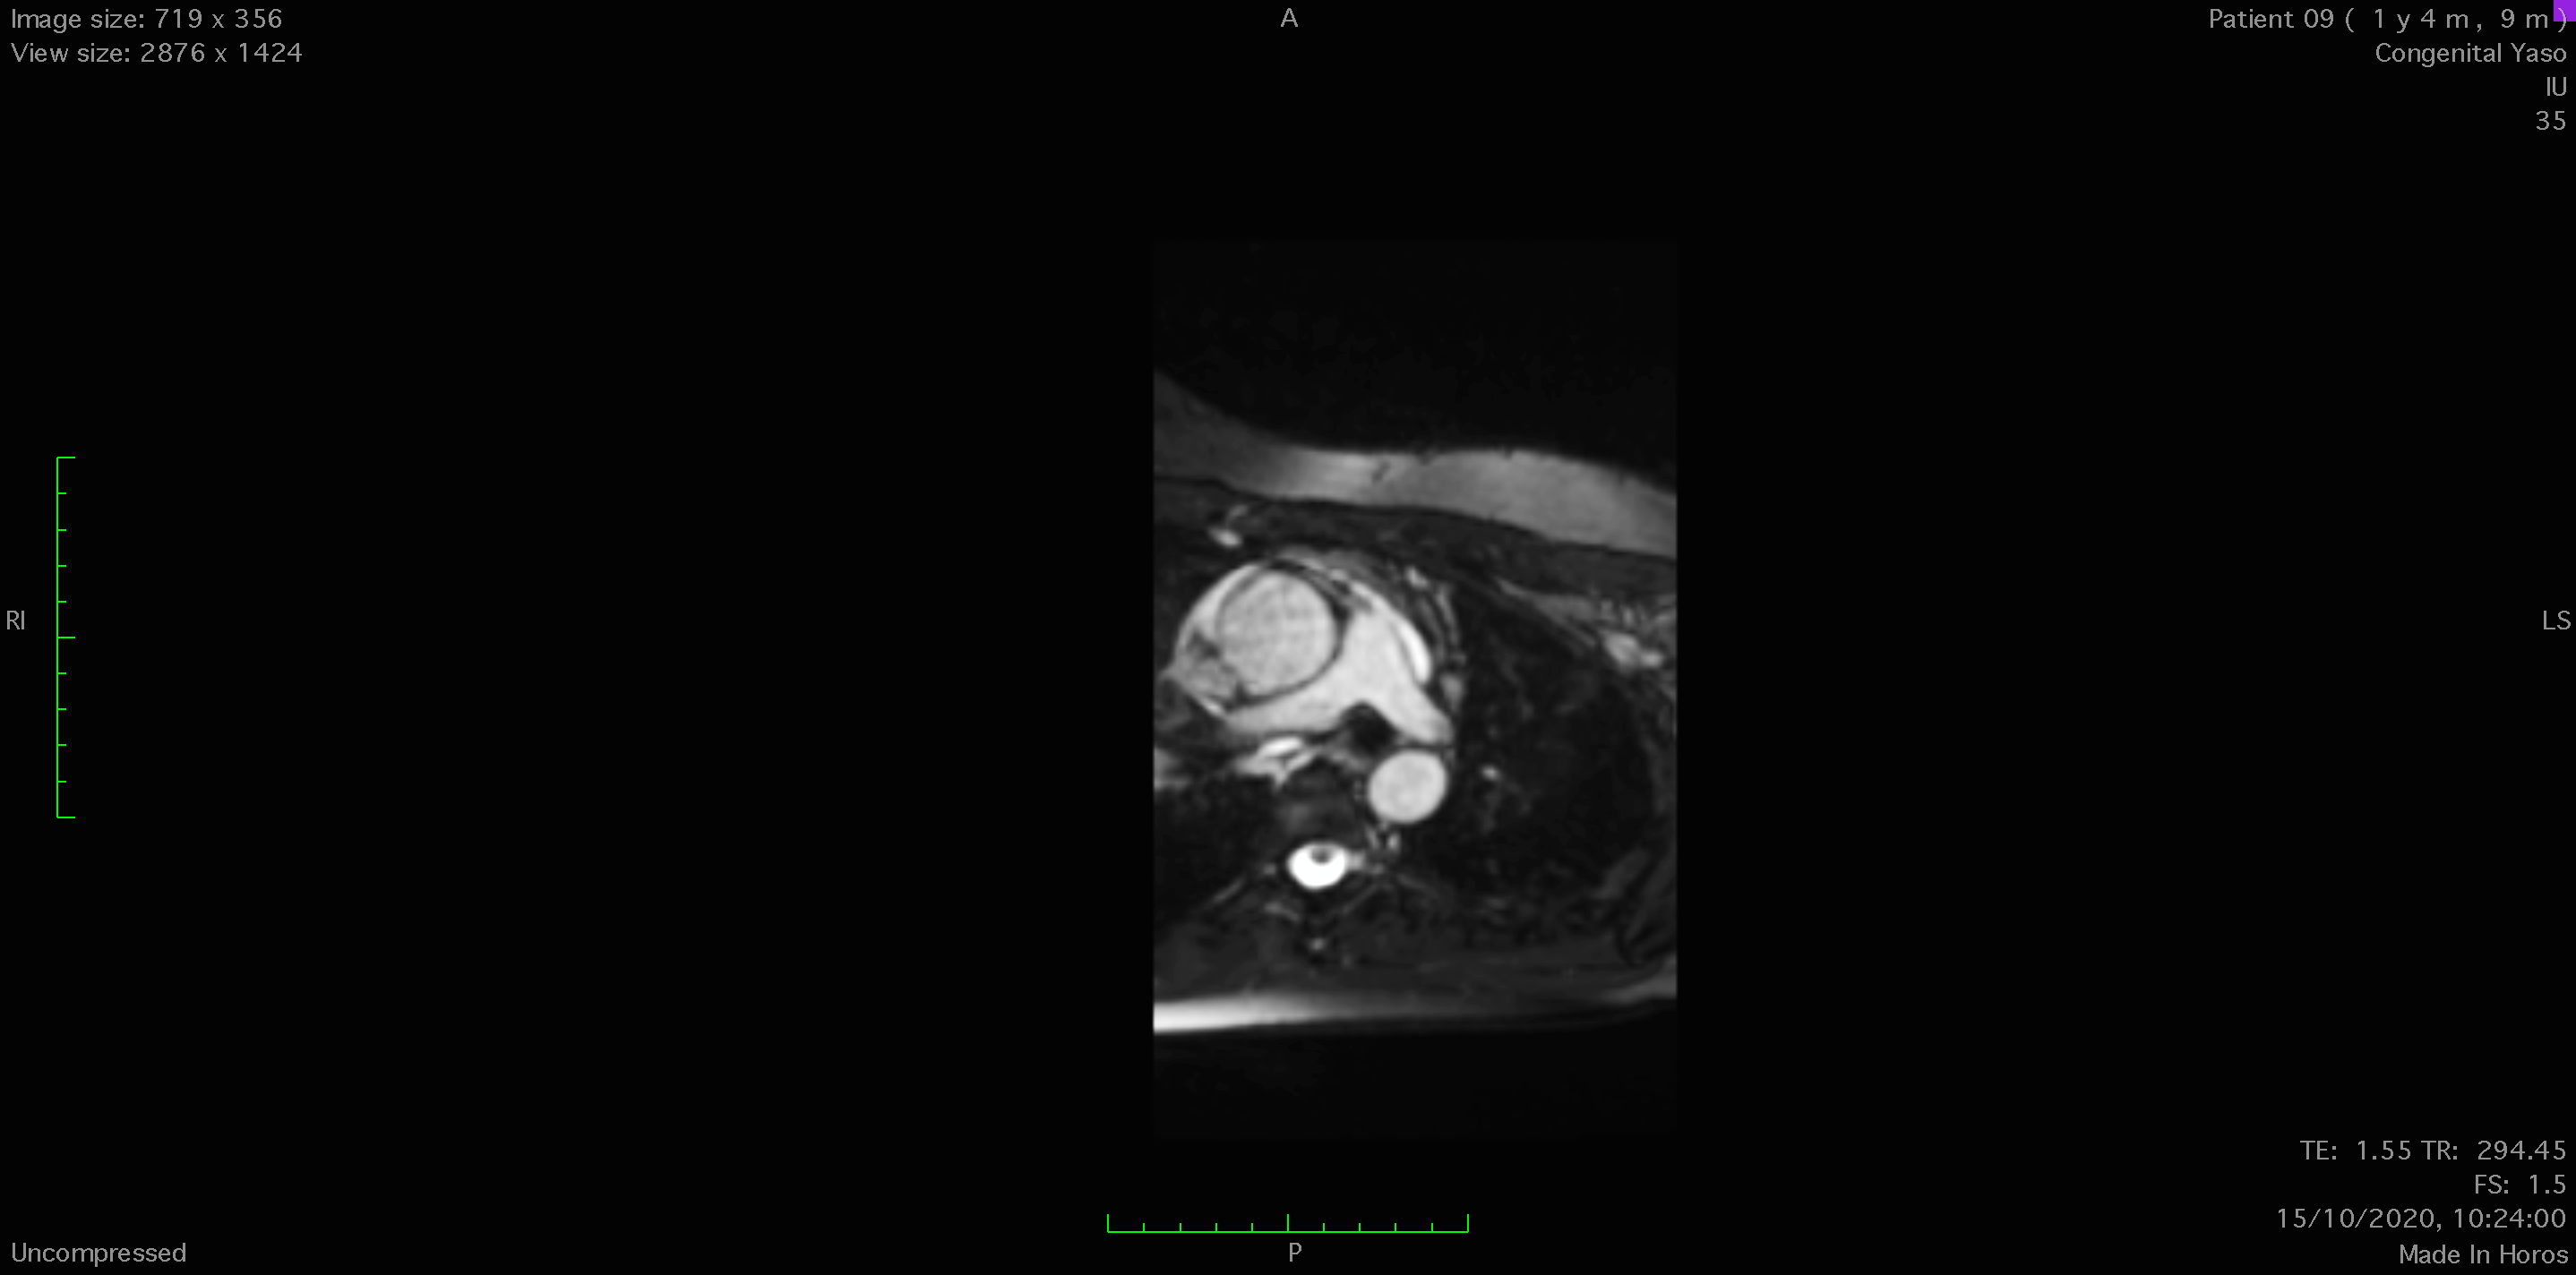 Image size: 719 x 356
View size: 2876 x 1424
A
Patient 09 ( 1 y 4 m , 9 m )
Congenital Yaso
IU
35
RI
LS
TE: 1.55 TR: 294.45
FS: 1.5
15/10/2020, 10:24:00
Made In Horos
Uncompressed
P